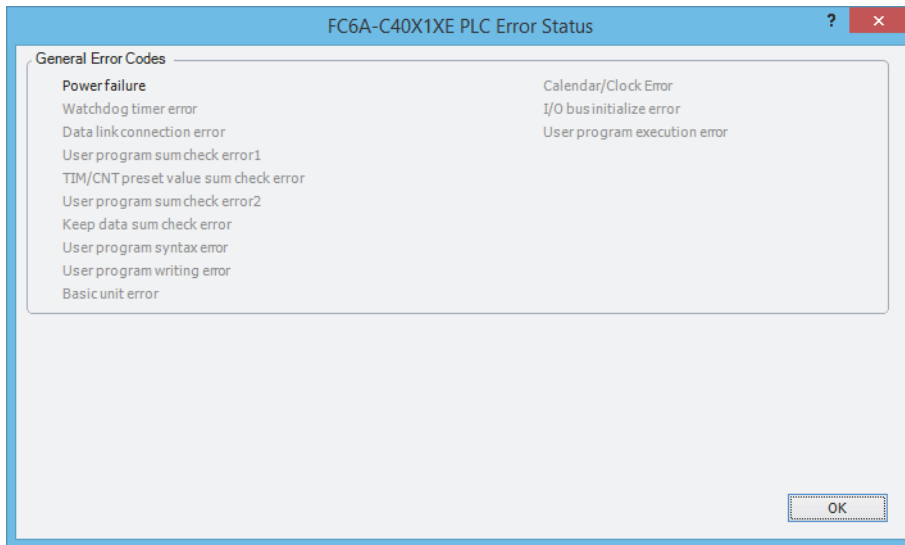 FC6A-C40X1XE PLC Error Status
?
×
General Error Codes
Power failure
Watchdog timer error
Data link connection error
User program sum check error1
TIM/CNT preset value sum check error
User program sum check error2
Keep data sum check error
User program syntax error
User program writing error
Basic unit error
Calendar/Clock Error
I/O bus initialize error
User program execution error
OK